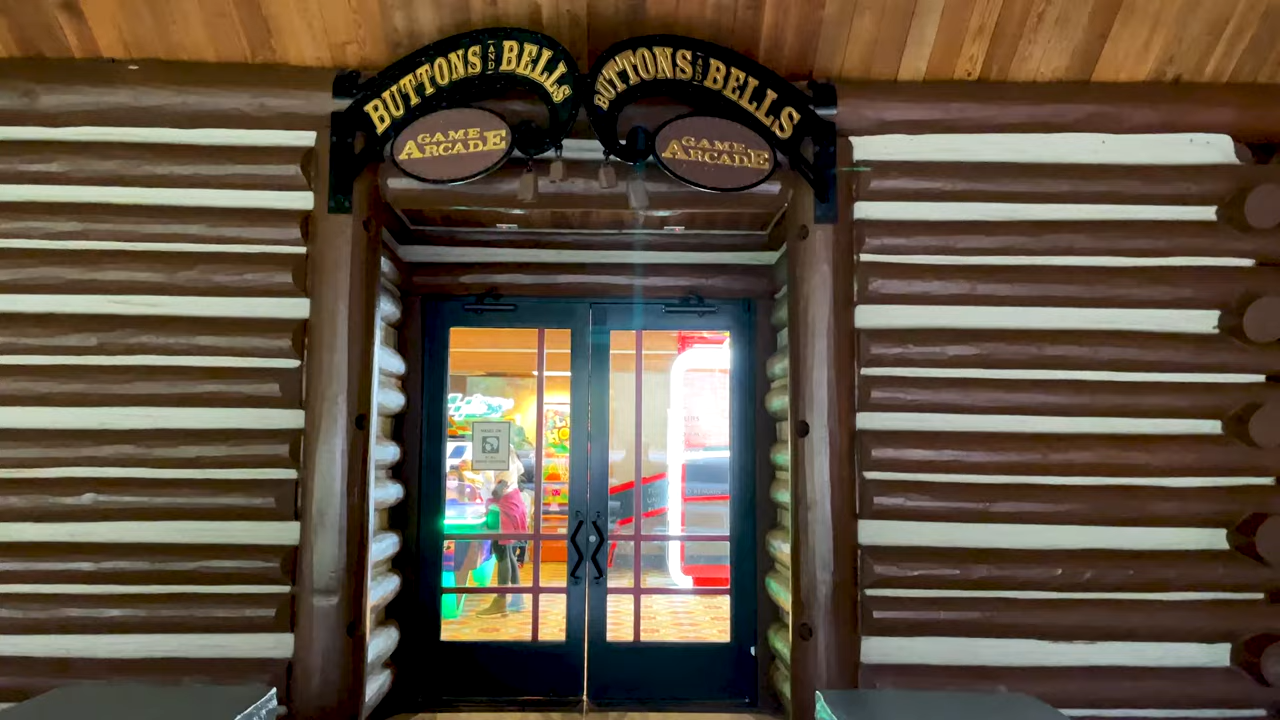 BUTTONS AND BELLS
GAME
ARCADE
BUTTONS AND BELLS
GAME
ARCADE